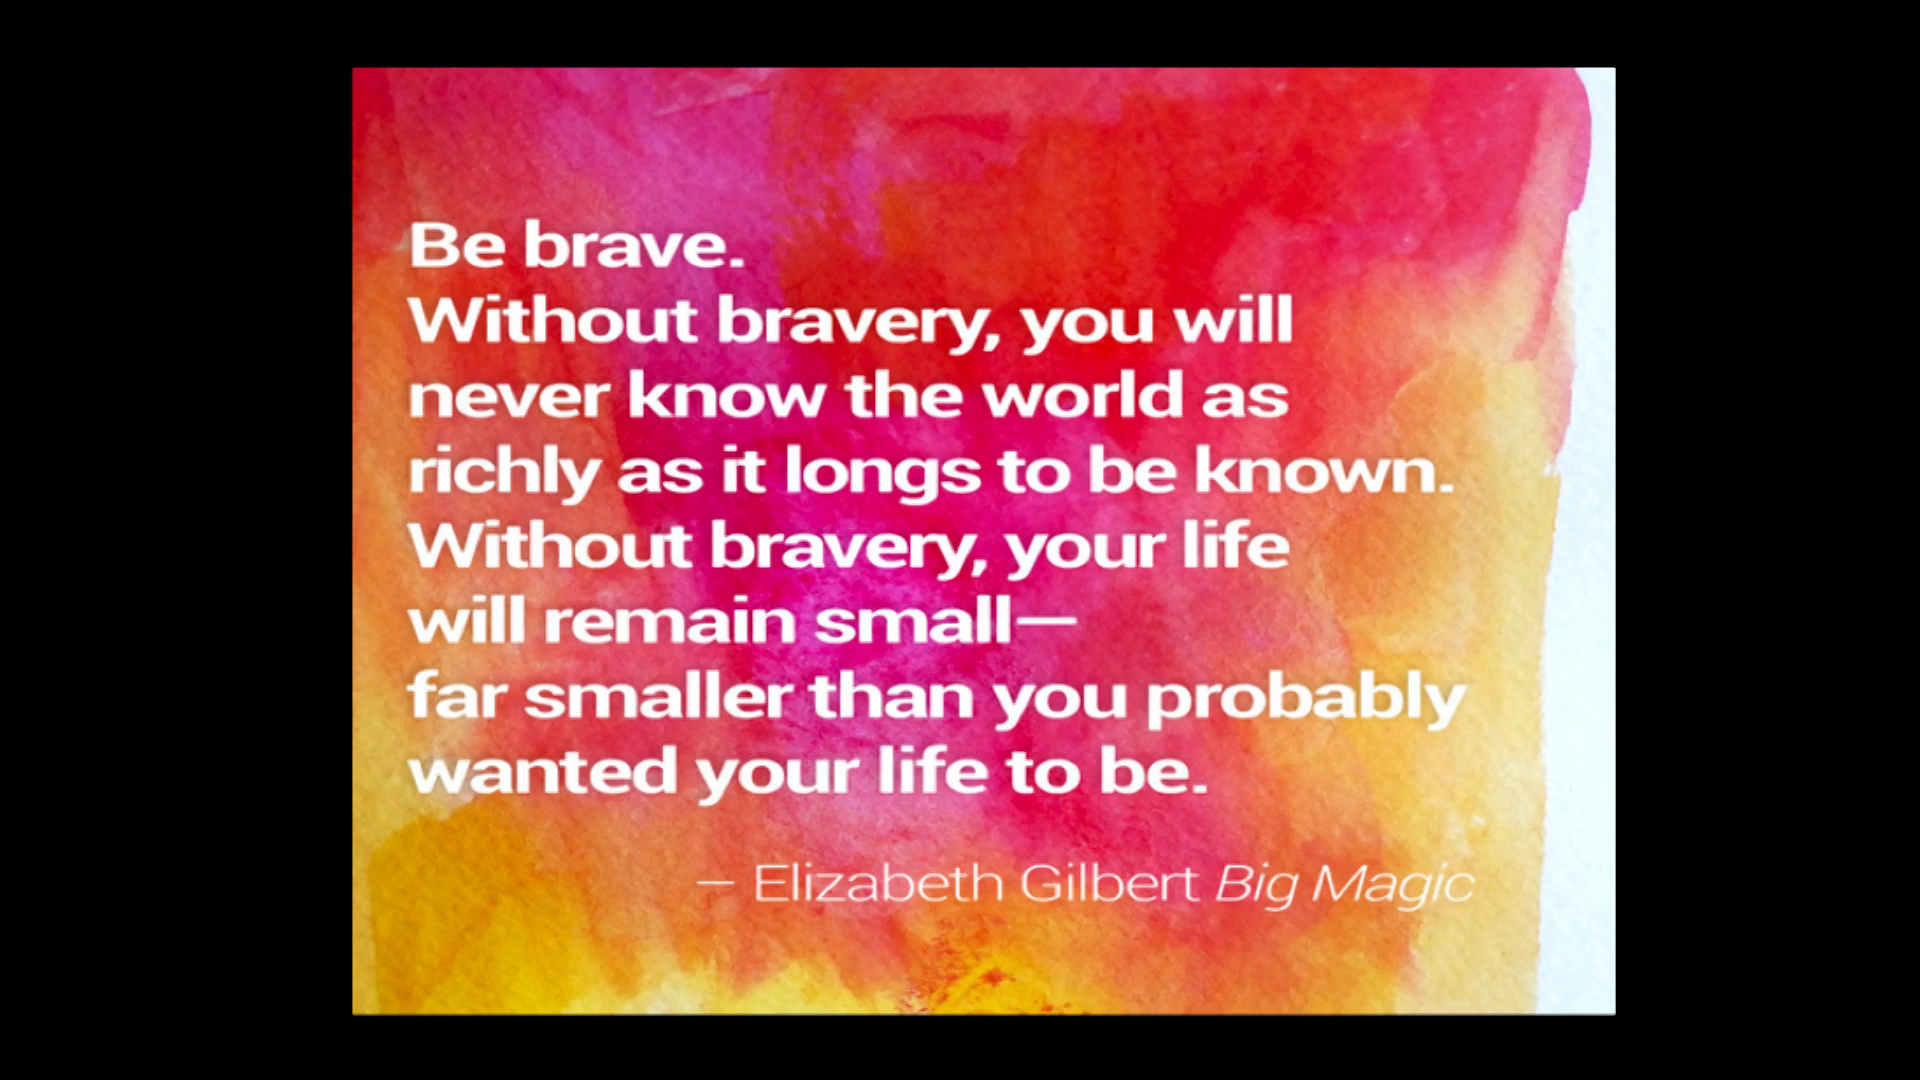 Be brave.
Without bravery, you will
never know the world as
richly as it longs to be known.
Without bravery, your life
will remain small—
far smaller than you probably
wanted your life to be.
– Elizabeth Gilbert Big Magic